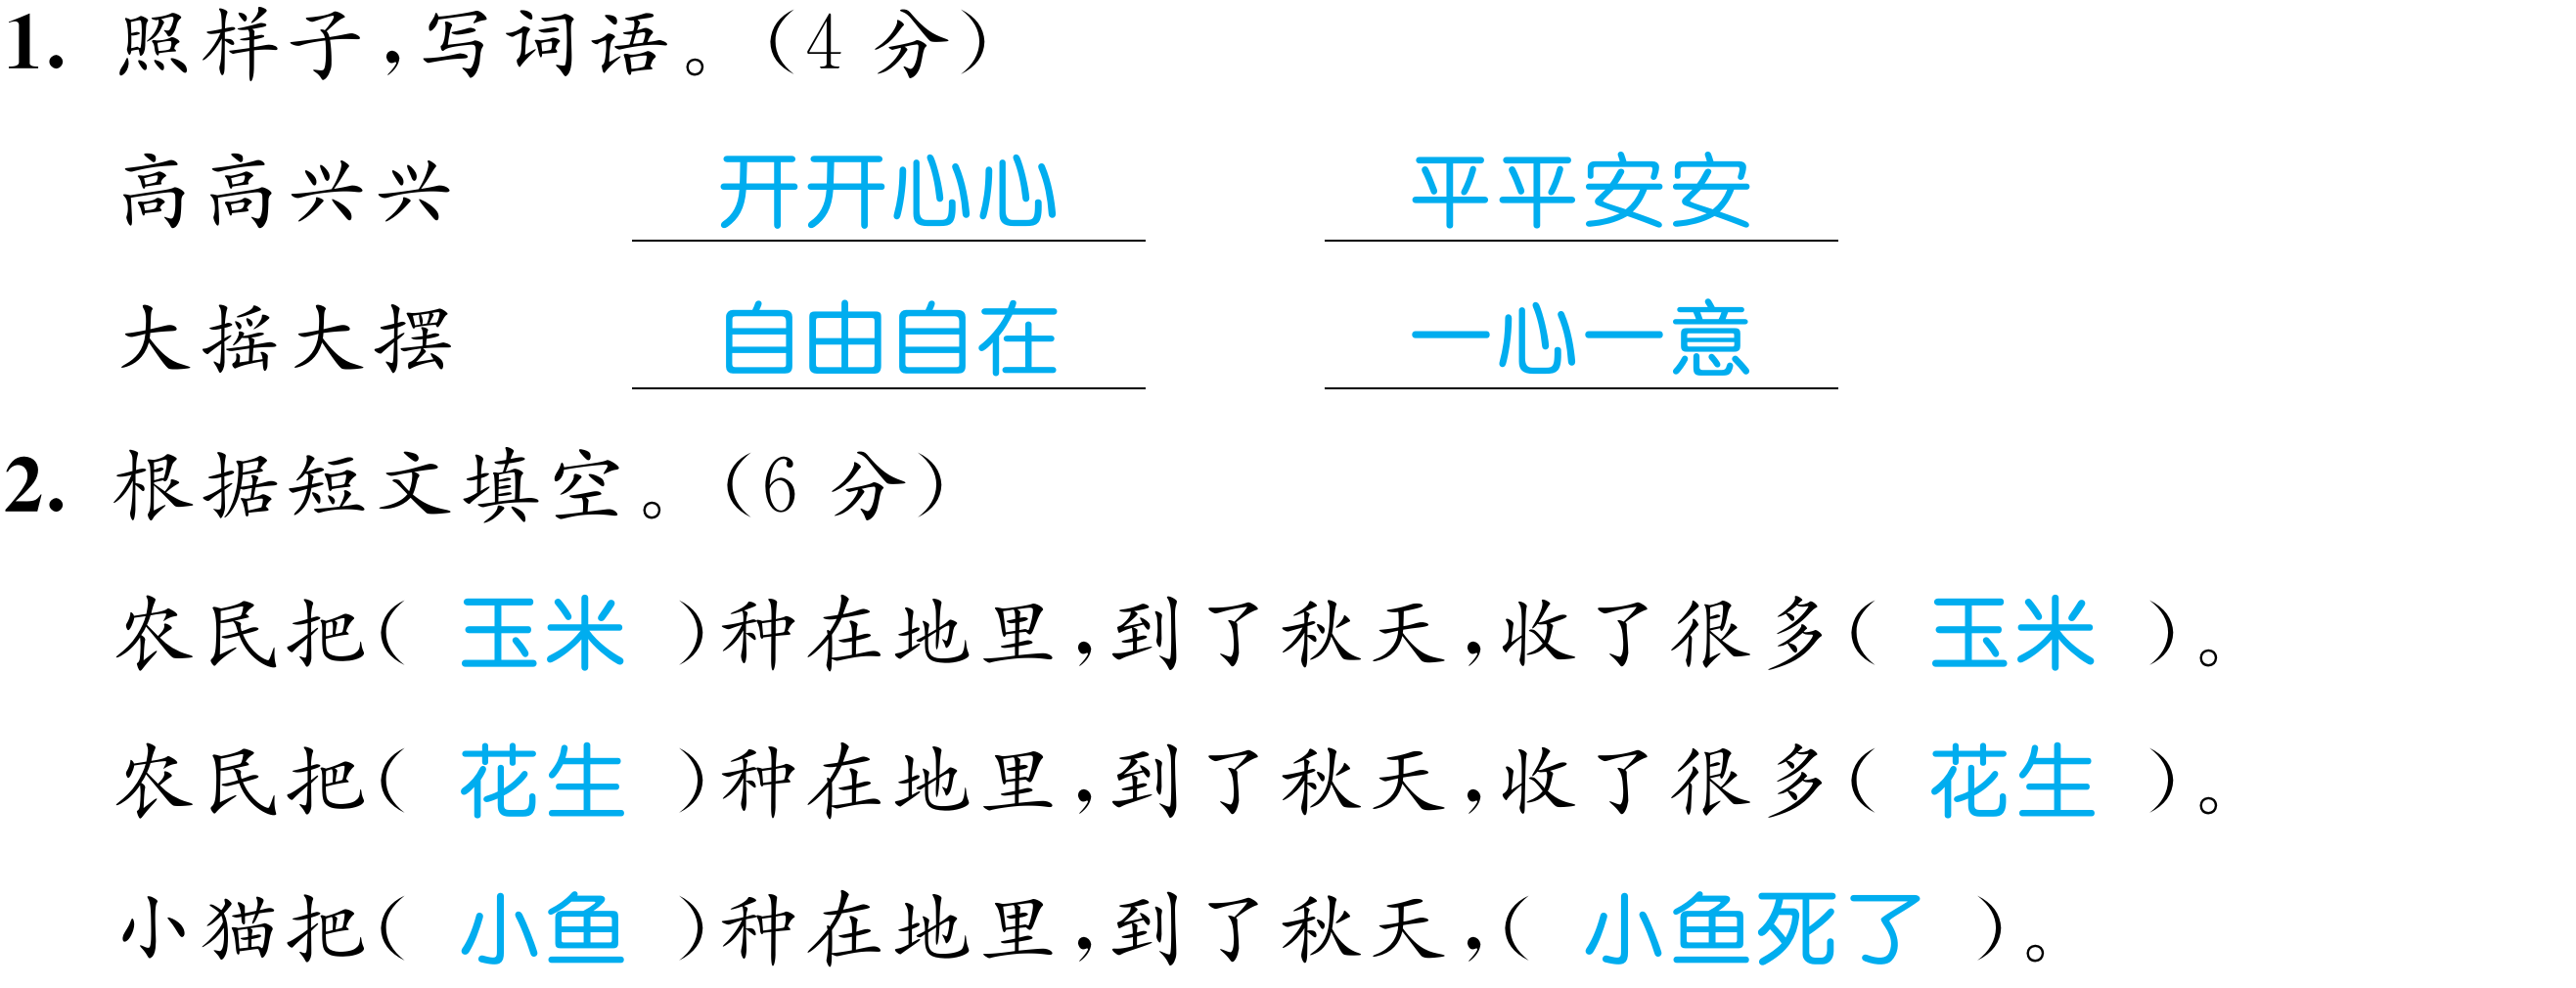 1. 照样子,写词语。(4 分)
高高兴兴 开开心心 平平安安
大摇大摆 自由自在 一心一意
2. 根据短文填空。(6 分)
农民把( 玉米 )种在地里,到了秋天,收了很多( 玉米 )。
农民把( 花生 )种在地里,到了秋天,收了很多( 花生 )。
小猫把( 小鱼 )种在地里,到了秋天,( 小鱼死了 )。